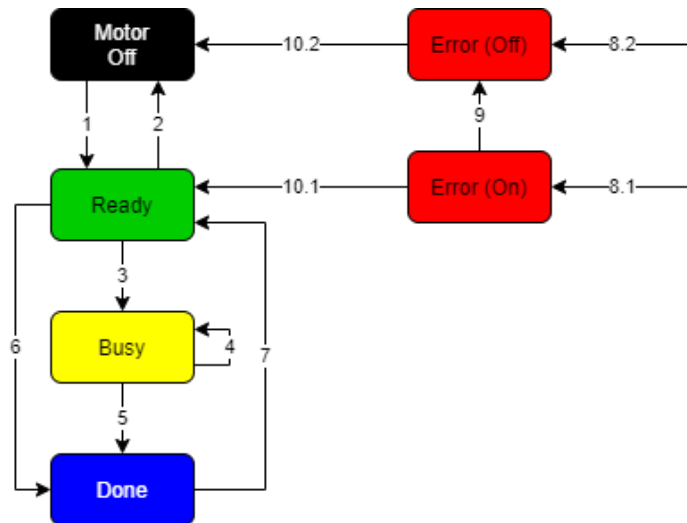 Motor
Off
10.2
Error (Off)
8.2
1
2
9
Ready
10.1
Error (On)
8.1
3
6
Busy
4
7
5
Done